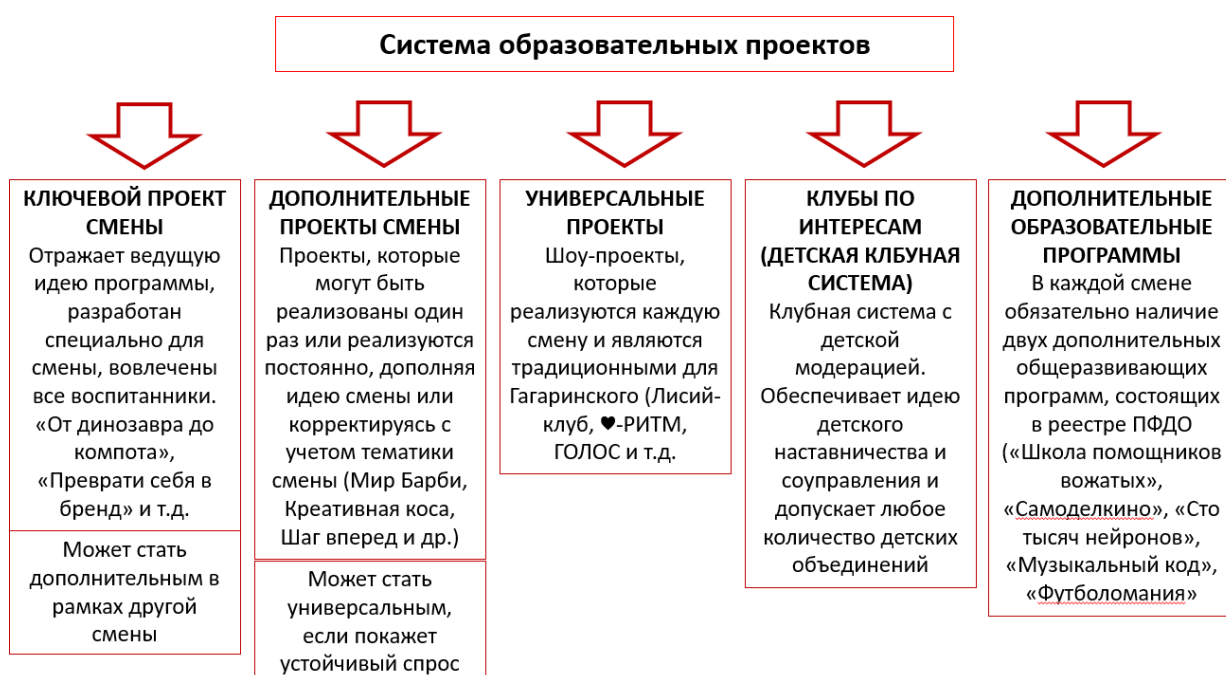 Система образовательных проектов
КЛЮЧЕВОЙ ПРОЕКТ
СМЕНЫ
Отражает ведущую
идею программы,
разработан
специально для
смены, вовлечены
все воспитанники.
«От динозавра до
компота»,
«Преврати себя в
бренд» и т.д.
Может стать
дополнительным в
рамках другой
смены
ДОПОЛНИТЕЛЬНЫЕ
ПРОЕКТЫ СМЕНЫ
Проекты, которые
могут быть
реализованы один
раз или реализуются
постоянно, дополняя
идею смены или
корректируясь с
учетом тематики
смены (Мир Барби,
Креативная коса,
Шаг вперед и др.)
Может стать
универсальным,
если покажет
устойчивый спрос
УНИВЕРСАЛЬНЫЕ
ПРОЕКТЫ
Шоу-проекты,
которые
реализуются каждую
смену и являются
традиционными для
Гагаринского (Лисий-
клуб, ♥-РИТМ,
ГОЛОС и т.д.
КЛУБЫ ПО
ИНТЕРЕСАМ
(ДЕТСКАЯ КЛБУНАЯ
СИСТЕМА)
Клубная система с
детской
модерацией.
Обеспечивает идею
детского
наставничества и
соуправления и
допускает любое
количество детских
объединений
ДОПОЛНИТЕЛЬНЫЕ
ОБРАЗОВАТЕЛЬНЫЕ
ПРОГРАММЫ
В каждой смене
обязательно наличие
двух дополнительных
общеразвивающих
программ, состоящих
в реестре ПФДО
(«Школа помощников
вожатых»,
«Самоделкино», «Сто
тысяч нейронов»,
«Музыкальный код»,
«Футболомания»